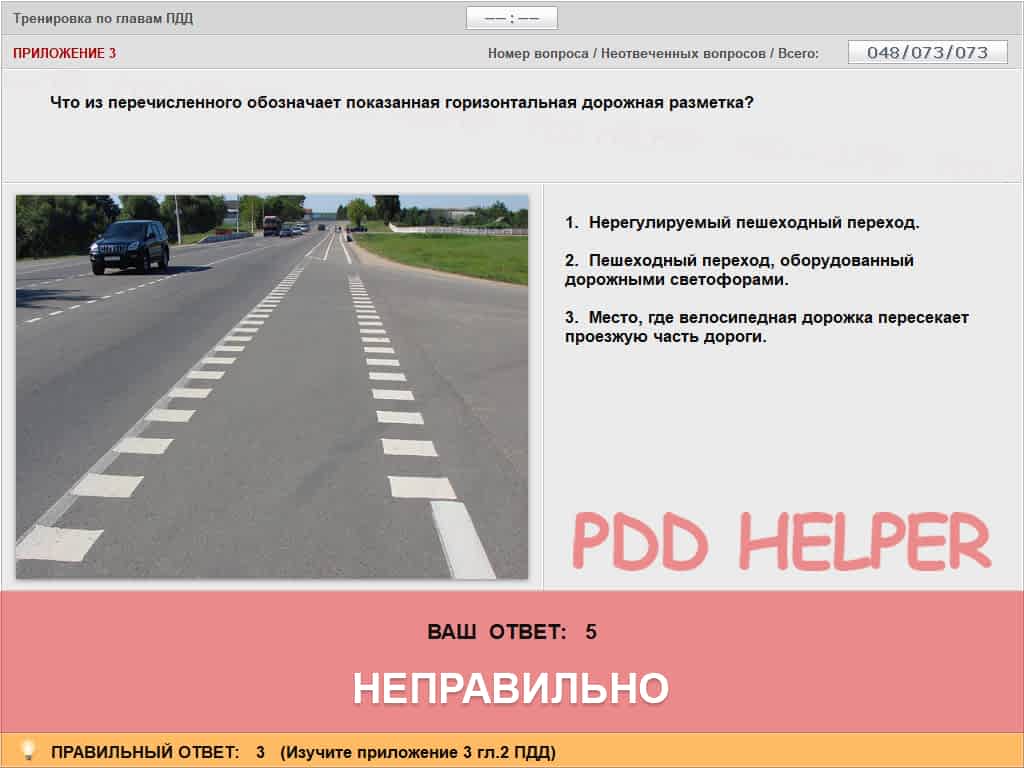 Тренировка по главам ПДД
–– : ––
ПРИЛОЖЕНИЕ 3
Номер вопроса / Неотвеченных вопросов / Всего:
048/073/073
Что из перечисленного обозначает показанная горизонтальная дорожная разметка?
1. Нерегулируемый пешеходный переход.
2. Пешеходный переход, оборудованный
дорожными светофорами.
3. Место, где велосипедная дорожка пересекает
проезжую часть дороги.
PDD HELPER
ВАШ ОТВЕТ: 5
НЕПРАВИЛЬНО
ПРАВИЛЬНЫЙ ОТВЕТ: 3 (Изучите приложение 3 гл.2 ПДД)